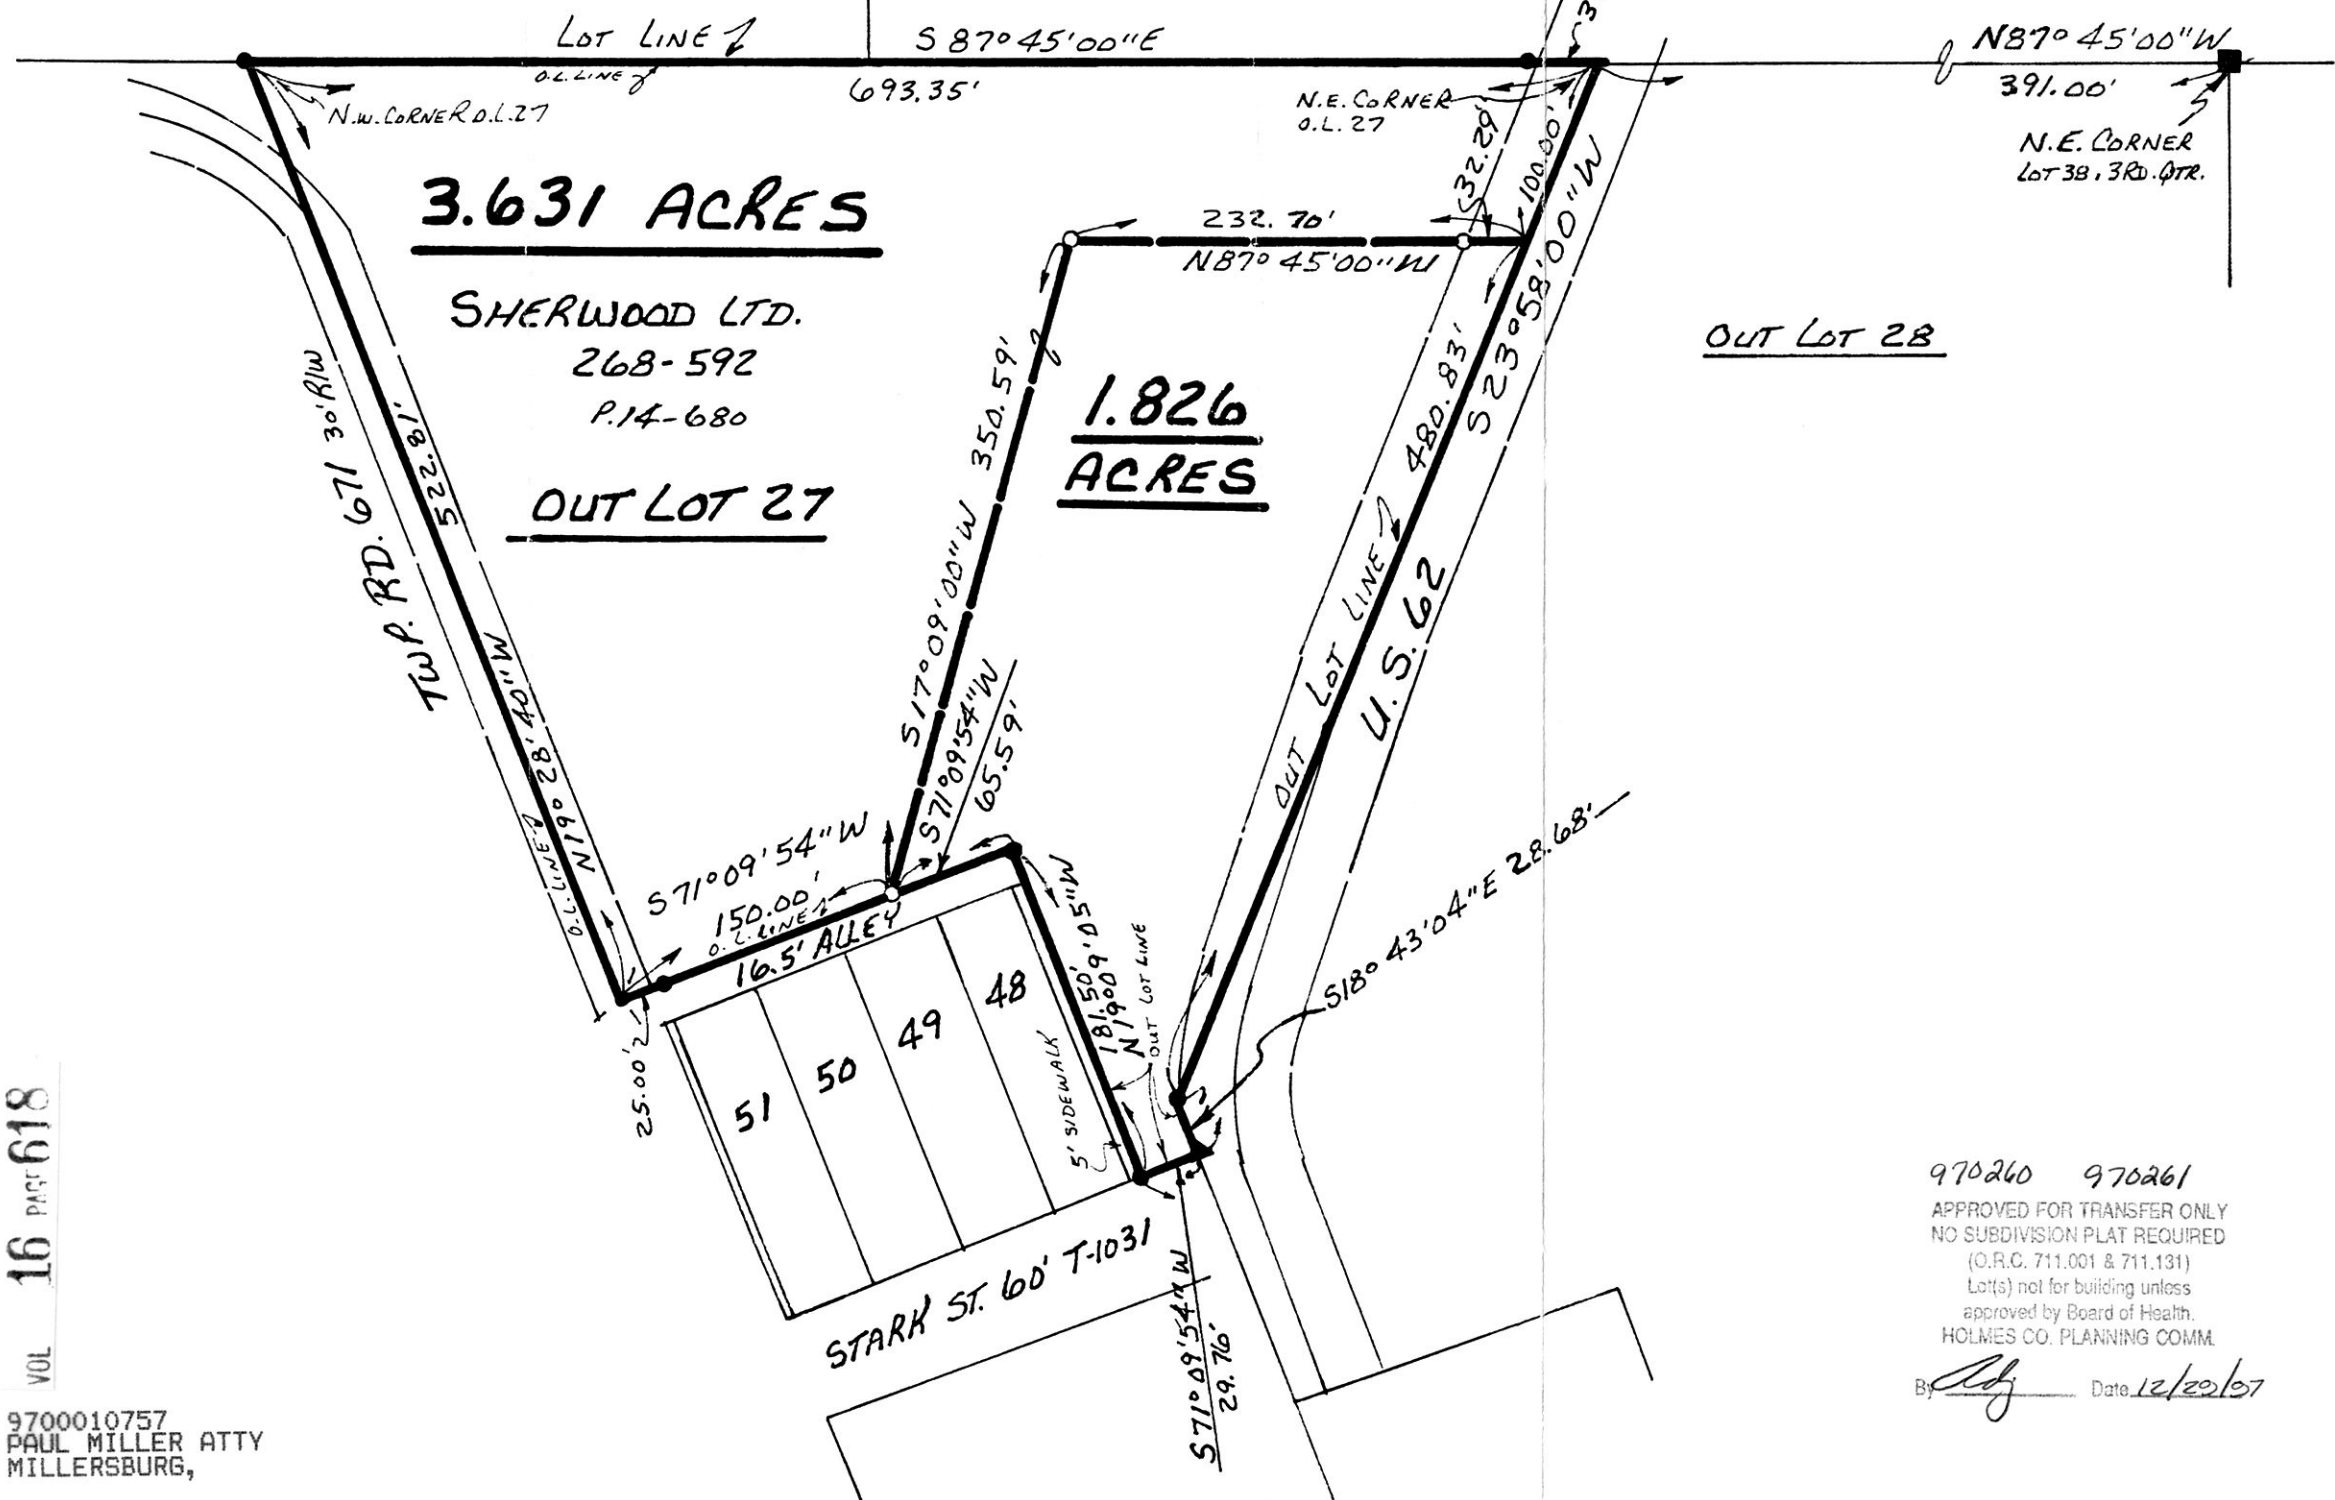 LOT LINE
S 87° 45'00"E
3
N87° 45'00"W
O.L. LINE
693.35'
391.00'
N.W. CORNER O.L. 27
N.E. CORNER
O.L. 27
N.E. CORNER
LOT 38, 3RD. QTR.
S 32.29'
100.00'
3.631 ACRES
232.70'
N87° 45'00"W
SHERWOOD LTD.
268-592
P.14-680
OUT LOT 27
1.826
ACRES
OUT LOT 28
TWP. RD. 671 30' R/W
522.81'
N19° 28' 40"W
O.L. LINE
S17° 09' 00"W 350.59'
S71° 09'54"W
65.59'
480.83'
S 23° 58' 00"W
OUT LOT LINE
U.S. 62
S71° 09' 54"W
150.00'
O.L. LINE
16.5' ALLEY
25.00'
51
50
49
48
5' SIDEWALK
181.50'
N19° 09' 05"W
OUT LOT LINE
S18° 43'04"E 28.68'
STARK ST. 60' T-1031
S71° 09'54"W
29.76'
VOL 16 PAGE 618
9700010757
PAUL MILLER ATTY
MILLERSBURG,
970260 970261
APPROVED FOR TRANSFER ONLY
NO SUBDIVISION PLAT REQUIRED
(O.R.C. 711.001 & 711.131)
Lot(s) not for building unless
approved by Board of Health.
HOLMES CO. PLANNING COMM.
By Date 12/29/97